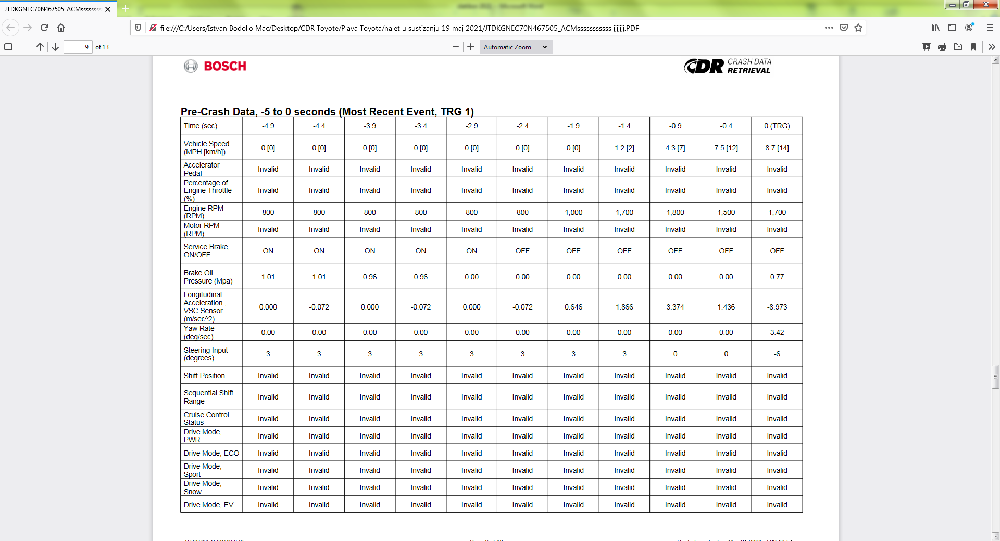 JTDKGNEC70N467505_ACMssssssss
file:///C:/Users/Istvan Bodollo Mac/Desktop/CDR Toyote/Plava Toyota/nalet u sustizanju 19 maj 2021/JTDKGNEC70N467505_ACMsssssssssss jjjjjjj.PDF
9 of 13 Automatic Zoom
BOSCH
CDR CRASH DATA
RETRIEVAL
Pre-Crash Data, -5 to 0 seconds (Most Recent Event, TRG 1)
Time (sec) -4.9 -4.4 -3.9 -3.4 -2.9 -2.4 -1.9 -1.4 -0.9 -0.4 0 (TRG)
Vehicle Speed
(MPH [km/h]) 0 [0] 0 [0] 0 [0] 0 [0] 0 [0] 0 [0] 0 [0] 1.2 [2] 4.3 [7] 7.5 [12] 8.7 [14]
Accelerator
Pedal Invalid Invalid Invalid Invalid Invalid Invalid Invalid Invalid Invalid Invalid Invalid
Percentage of
Engine Throttle Invalid Invalid Invalid Invalid Invalid Invalid Invalid Invalid Invalid Invalid Invalid
(%)
Engine RPM
(RPM) 800 800 800 800 800 800 1,000 1,700 1,800 1,500 1,700
Motor RPM
(RPM) Invalid Invalid Invalid Invalid Invalid Invalid Invalid Invalid Invalid Invalid Invalid
Service Brake,
ON/OFF ON ON ON ON ON OFF OFF OFF OFF OFF OFF
Brake Oil
Pressure (Mpa) 1.01 1.01 0.96 0.96 0.00 0.00 0.00 0.00 0.00 0.00 0.77
Longitudinal
Acceleration ,
VSC Sensor 0.000 -0.072 0.000 -0.072 0.000 -0.072 0.646 1.866 3.374 1.436 -8.973
(m/sec^2)
Yaw Rate
(deg/sec) 0.00 0.00 0.00 0.00 0.00 0.00 0.00 0.00 0.00 0.00 3.42
Steering Input
(degrees) 3 3 3 3 3 3 3 3 0 0 -6
Shift Position Invalid Invalid Invalid Invalid Invalid Invalid Invalid Invalid Invalid Invalid Invalid
Sequential Shift
Range Invalid Invalid Invalid Invalid Invalid Invalid Invalid Invalid Invalid Invalid Invalid
Cruise Control
Status Invalid Invalid Invalid Invalid Invalid Invalid Invalid Invalid Invalid Invalid Invalid
Drive Mode,
PWR Invalid Invalid Invalid Invalid Invalid Invalid Invalid Invalid Invalid Invalid Invalid
Drive Mode, ECO Invalid Invalid Invalid Invalid Invalid Invalid Invalid Invalid Invalid Invalid Invalid
Drive Mode,
Sport Invalid Invalid Invalid Invalid Invalid Invalid Invalid Invalid Invalid Invalid Invalid
Drive Mode,
Snow Invalid Invalid Invalid Invalid Invalid Invalid Invalid Invalid Invalid Invalid Invalid
Drive Mode, EV Invalid Invalid Invalid Invalid Invalid Invalid Invalid Invalid Invalid Invalid Invalid